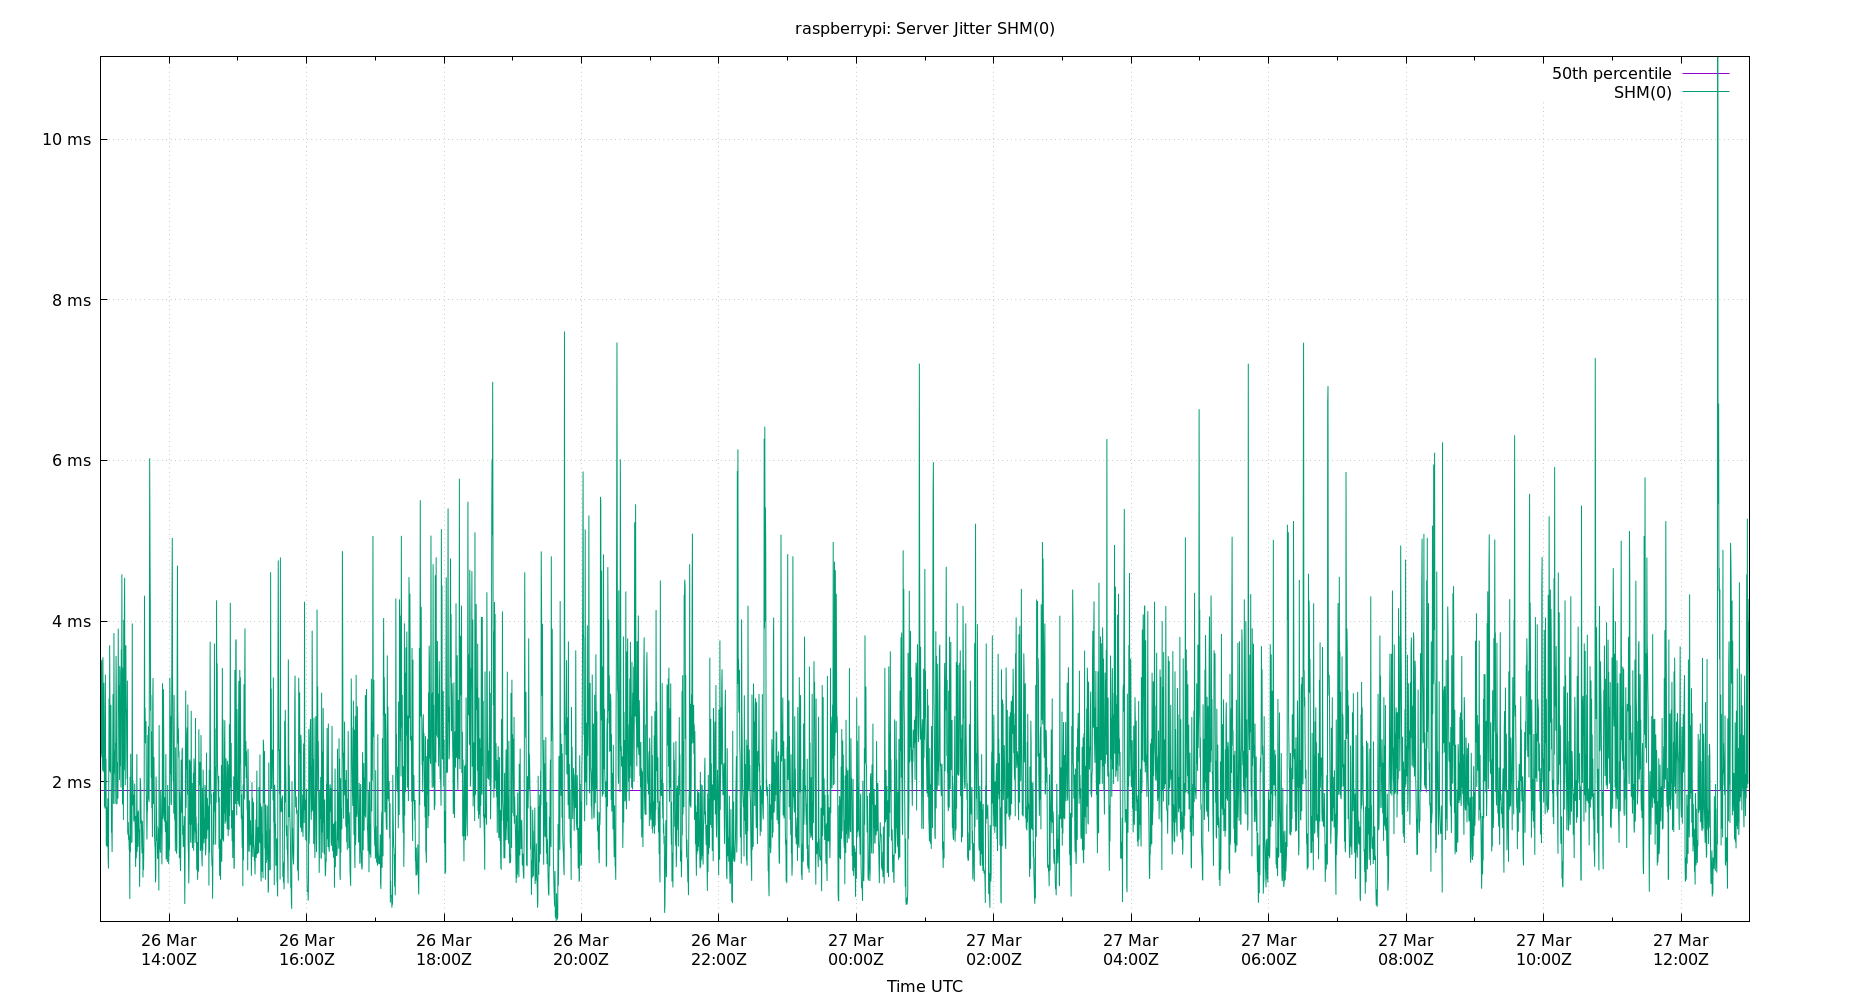 raspberrypi: Server Jitter SHM(0)
50th percentile
SHM(0)
10 ms
8 ms
6 ms
4 ms
2 ms
26 Mar 26 Mar 26 Mar 26 Mar 26 Mar 27 Mar 27 Mar 27 Mar 27 Mar 27 Mar 27 Mar 27 Mar
14:00Z 16:00Z 18:00Z 20:00Z 22:00Z 00:00Z 02:00Z 04:00Z 06:00Z 08:00Z 10:00Z 12:00Z
Time UTC